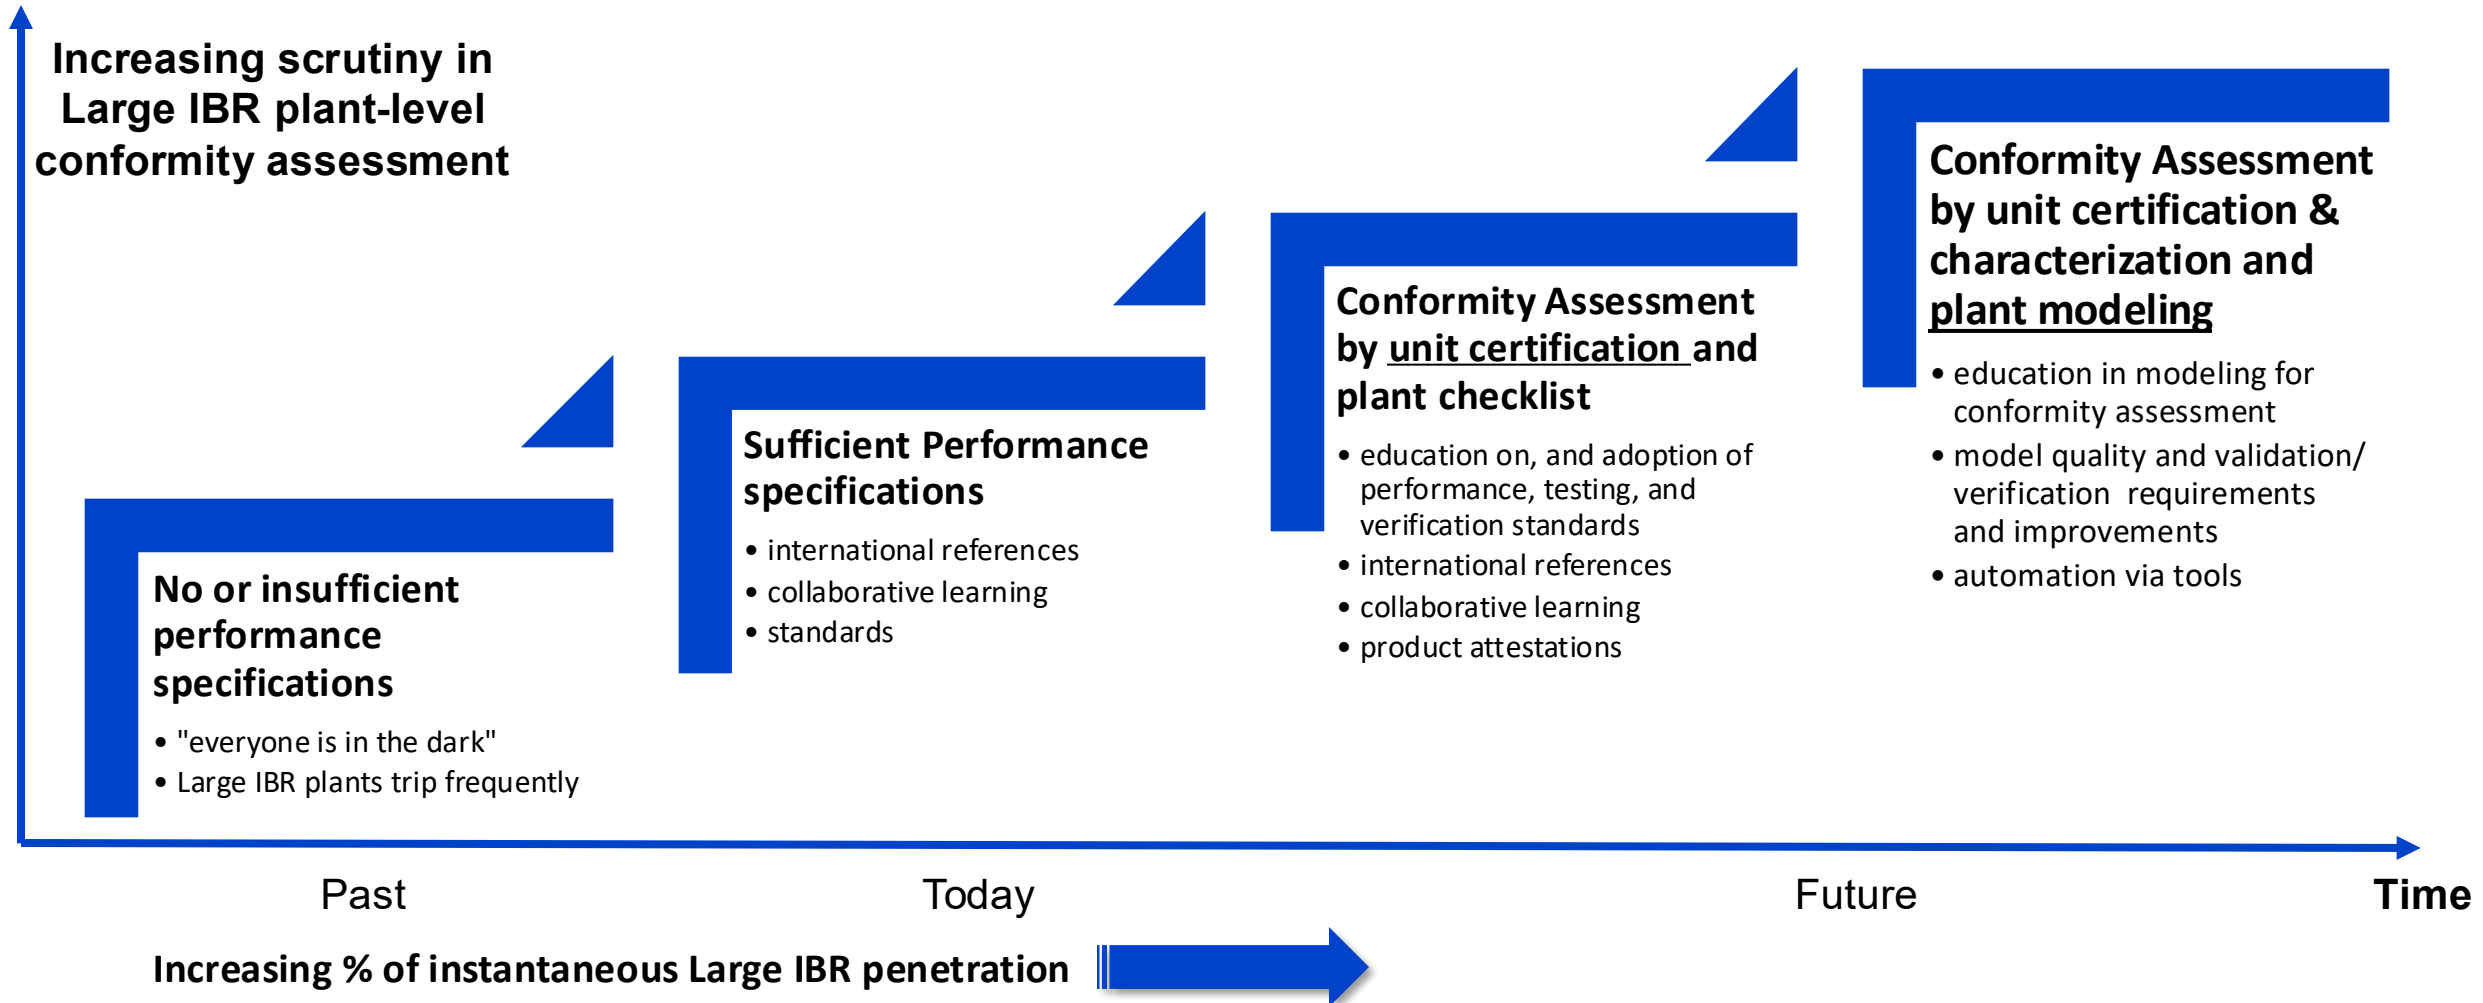 Increasing scrutiny in
Large IBR plant-level
conformity assessment
No or insufficient
performance
specifications
• "everyone is in the dark"
• Large IBR plants trip frequently
Sufficient Performance
specifications
• international references
• collaborative learning
• standards
Conformity Assessment
by unit certification and
plant checklist
• education on, and adoption of
performance, testing, and
verification standards
• international references
• collaborative learning
• product attestations
Conformity Assessment
by unit certification &
characterization and
plant modeling
• education in modeling for
conformity assessment
• model quality and validation/
verification requirements
and improvements
• automation via tools
Past
Today
Future
Time
Increasing % of instantaneous Large IBR penetration